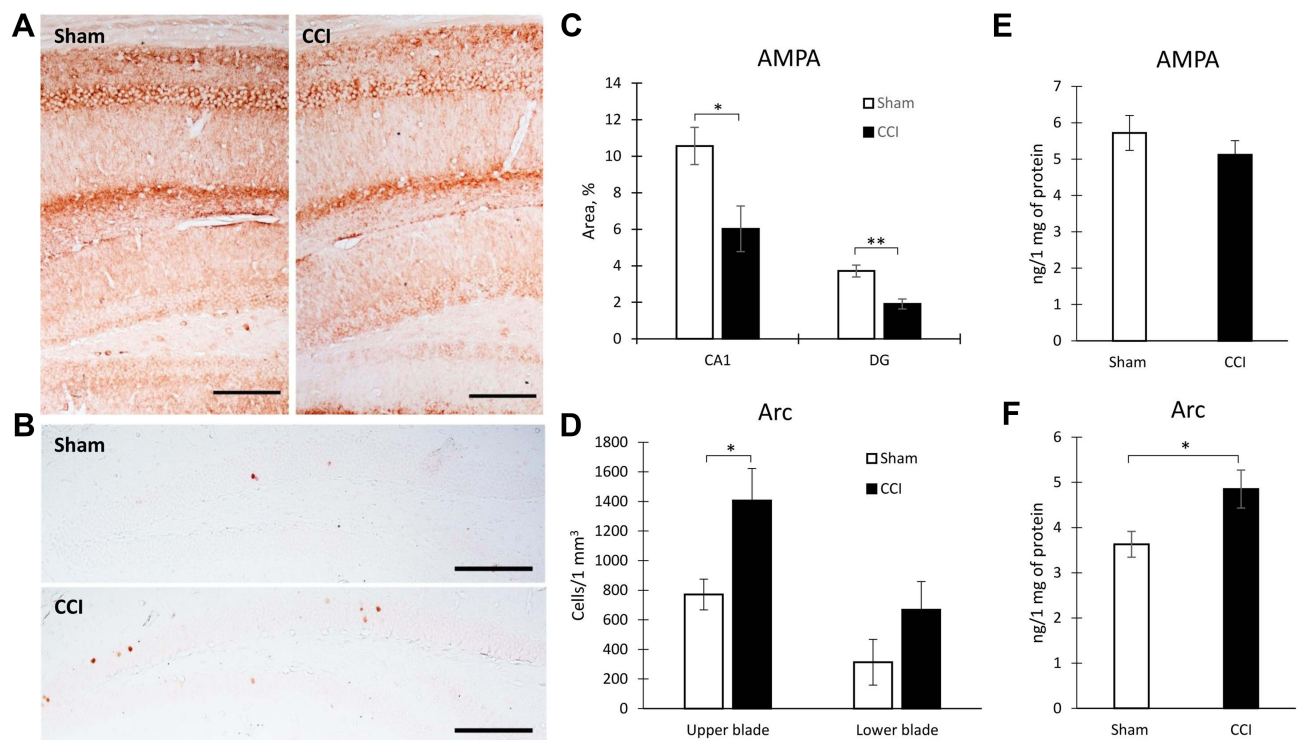 A
Sham
CCI
B
Sham
CCI
C
AMPA
Area, %
14
12
10
8
6
4
2
0
*
**
Sham
CCI
CA1
DG
D
Arc
Cells/1 mm³
1800
1600
1400
1200
1000
800
600
400
200
0
*
Sham
CCI
Upper blade
Lower blade
E
AMPA
ng/1 mg of protein
7
6
5
4
3
2
1
0
Sham
CCI
F
Arc
ng/1 mg of protein
6
5
4
3
2
1
0
*
Sham
CCI